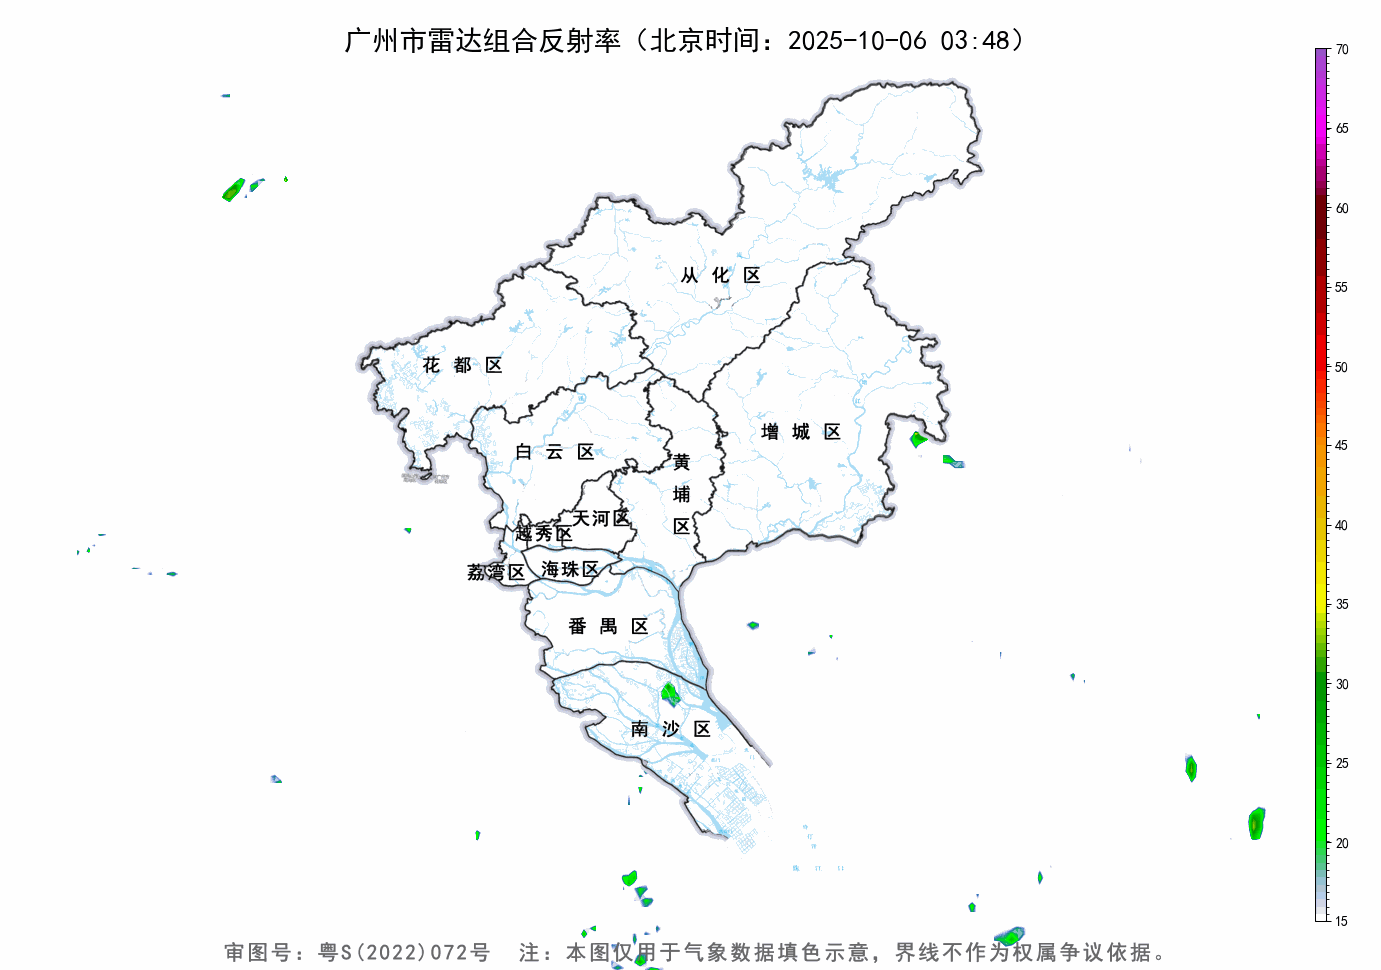 广州市雷达组合反射率（北京时间：2025-10-06 03:48）
70
65
60
55
50
45
40
35
30
25
20
15
从化区
花都区
增城区
白云区
黄埔区
天河区
越秀区
荔湾区
海珠区
番禺区
南沙区
审图号：粤S(2022)072号 注：本图仅用于气象数据填色示意，界线不作为权属争议依据。